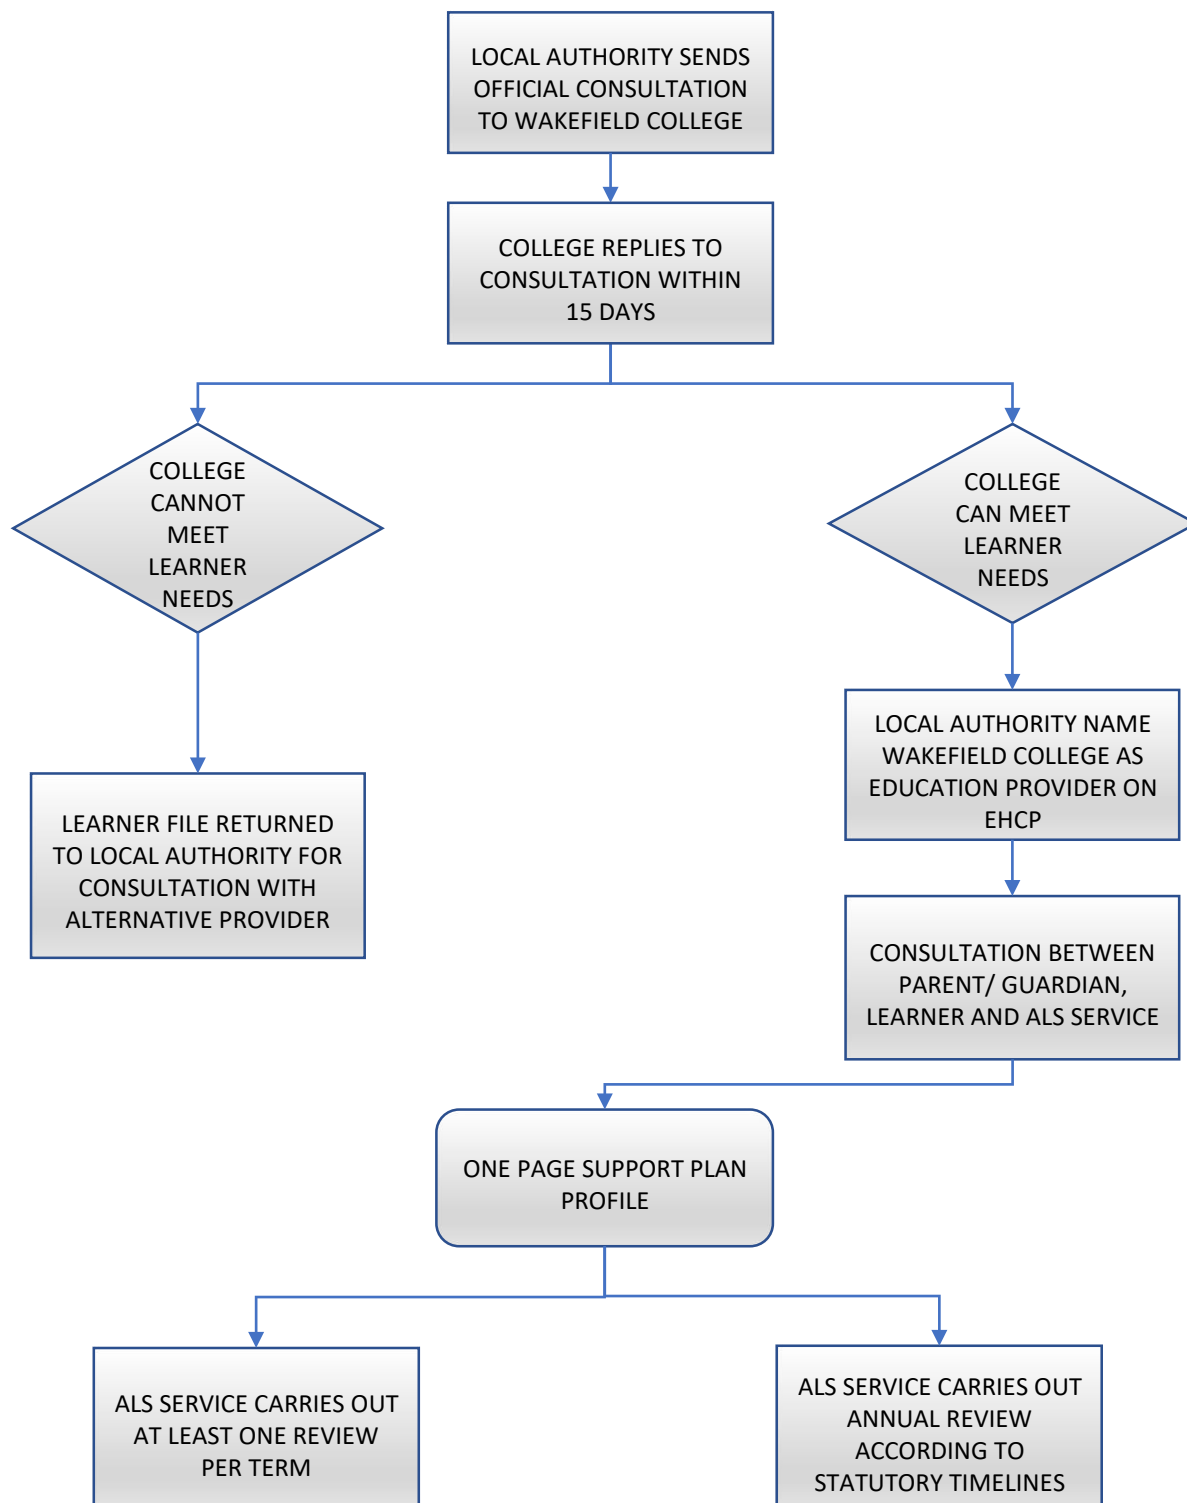 LOCAL AUTHORITY SENDS
OFFICIAL CONSULTATION
TO WAKEFIELD COLLEGE
COLLEGE REPLIES TO
CONSULTATION WITHIN
15 DAYS
COLLEGE
CANNOT
MEET
LEARNER
NEEDS
COLLEGE
CAN MEET
LEARNER
NEEDS
LEARNER FILE RETURNED
TO LOCAL AUTHORITY FOR
CONSULTATION WITH
ALTERNATIVE PROVIDER
LOCAL AUTHORITY NAME
WAKEFIELD COLLEGE AS
EDUCATION PROVIDER ON
EHCP
CONSULTATION BETWEEN
PARENT/ GUARDIAN,
LEARNER AND ALS SERVICE
ONE PAGE SUPPORT PLAN
PROFILE
ALS SERVICE CARRIES OUT
AT LEAST ONE REVIEW
PER TERM
ALS SERVICE CARRIES OUT
ANNUAL REVIEW
ACCORDING TO
STATUTORY TIMELINES